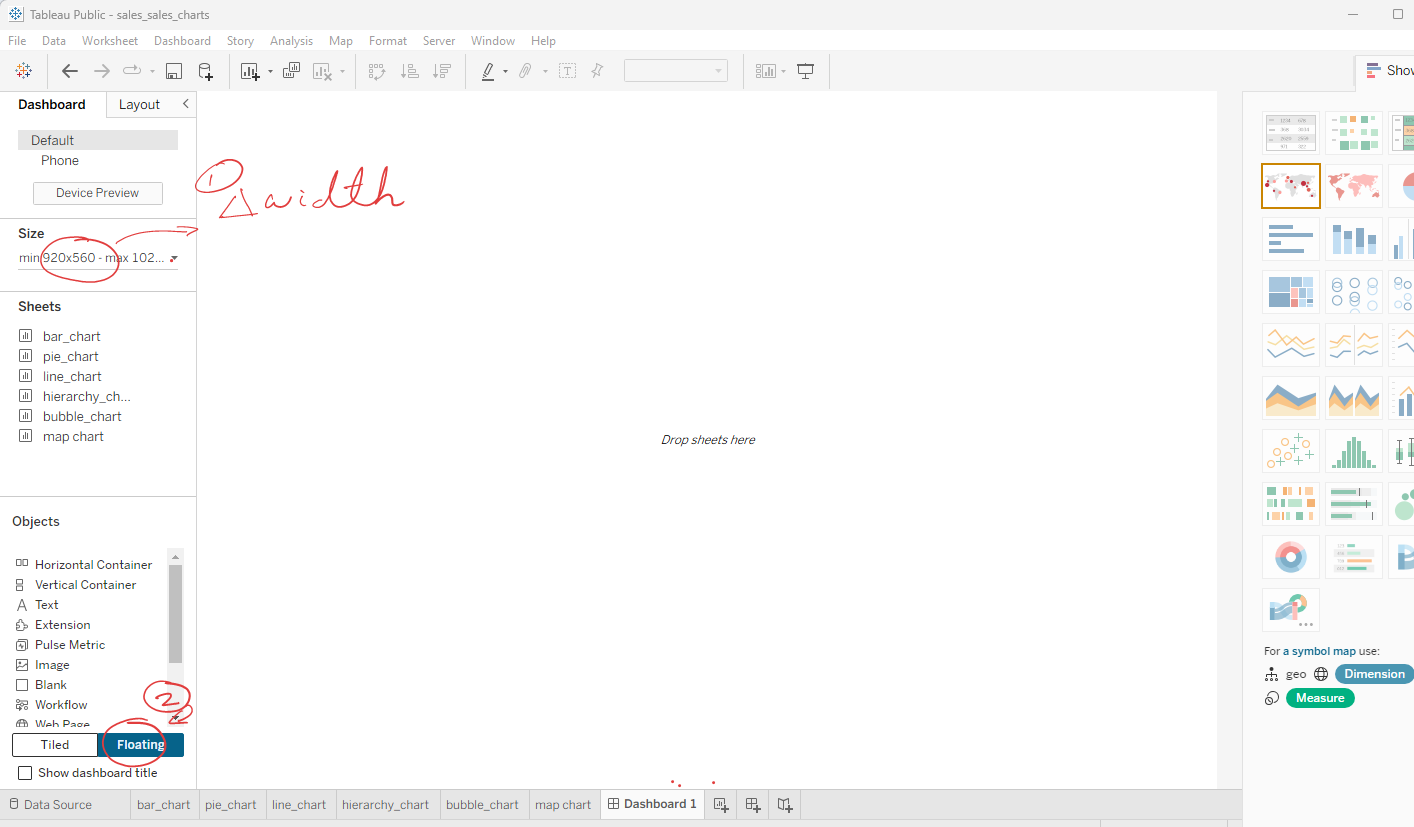 Tableau Public - sales_sales_charts
File Data Worksheet Dashboard Story Analysis Map Format Server Window Help
Show
Dashboard Layout <
Default
Phone
Device Preview
1
width
Size
min 920x560 - max 102...
Sheets
bar_chart
pie_chart
line_chart
hierarchy_ch...
bubble_chart
map chart
Drop sheets here
Objects
Horizontal Container
Vertical Container
Text
Extension
Pulse Metric
Image
Blank
Workflow
Web Page
2
Tiled Floating
Show dashboard title
For a symbol map use:
geo Dimension
Measure
Data Source bar_chart pie_chart line_chart hierarchy_chart bubble_chart map chart Dashboard 1